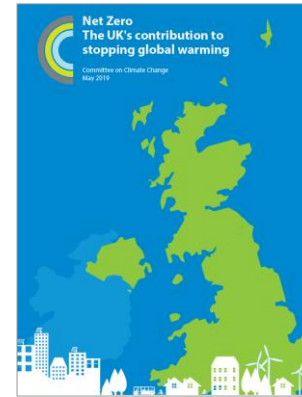 Net Zero
The UK's contribution to
stopping global warming
Committee on Climate Change
May 2019